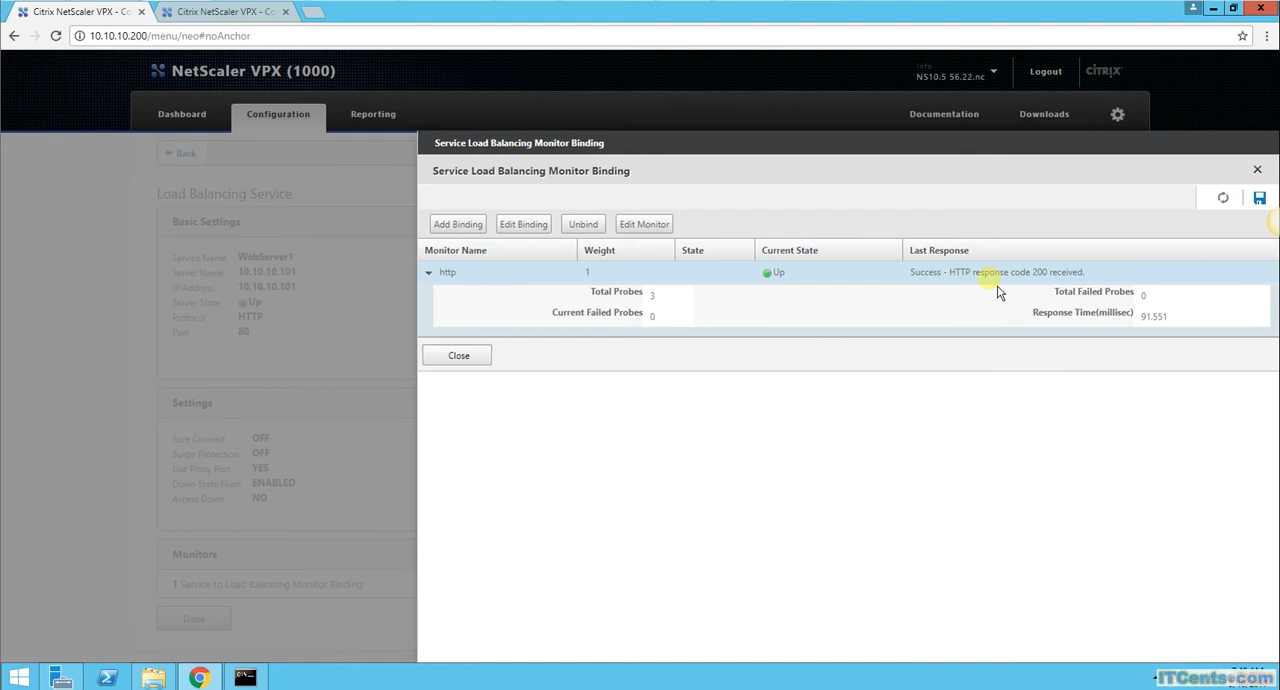 Citrix NetScaler VPX - Co
Citrix NetScaler VPX - Co
10.10.10.200/menu/neo#noAnchor
NetScaler VPX (1000)
Info
NS10.5 56.22.nc
Logout
CITRIX
Dashboard
Configuration
Reporting
Documentation
Downloads
Service Load Balancing Monitor Binding
Back
Service Load Balancing Monitor Binding
Load Balancing Service
Basic Settings
Add Binding
Edit Binding
Unbind
Edit Monitor
Monitor Name
Weight
State
Current State
Last Response
Service Name WebServer1
http
1
Up
Success - HTTP response code 200 received.
Server Name 10.10.10.101
IP Address 10.10.10.101
Total Probes 3
Total Failed Probes 0
Server State Up
Current Failed Probes 0
Response Time(millisec) 91.551
Protocol HTTP
Port 80
Close
Settings
Sure Connect OFF
Surge Protection OFF
Use Proxy Port YES
Down State Flush ENABLED
Access Down NO
Monitors
1 Service to Load Balancing Monitor Binding
Done
ITCents.com